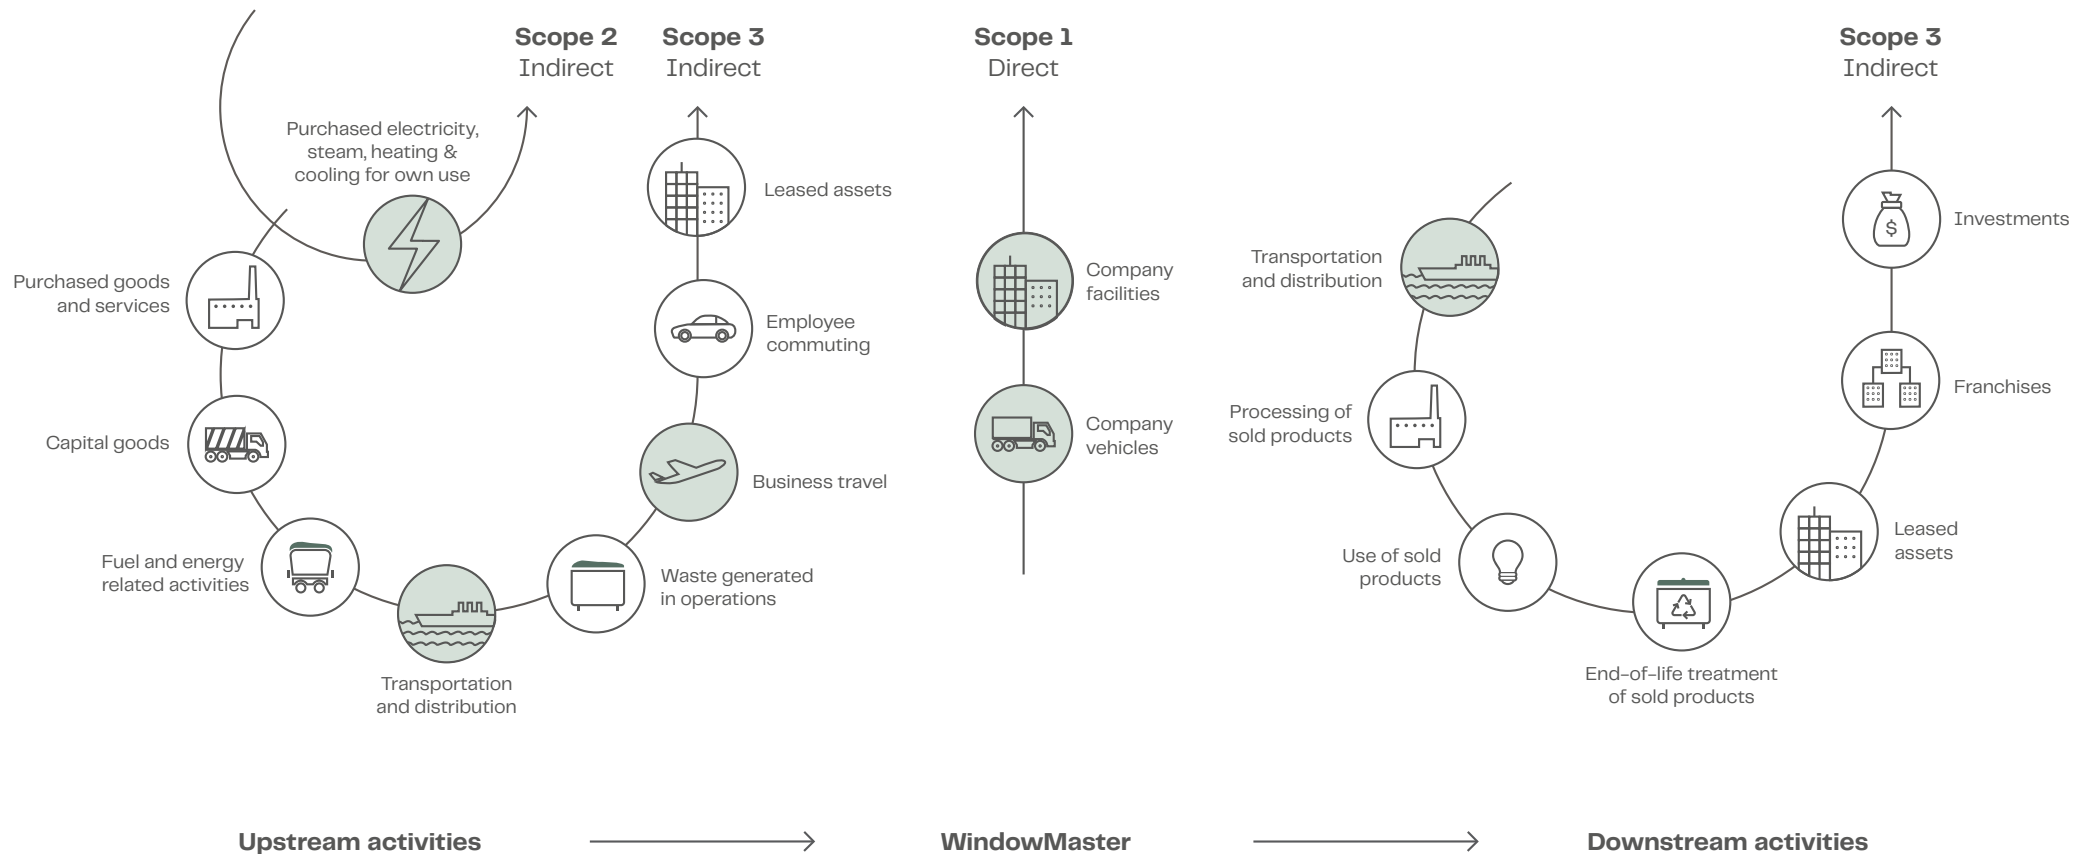 Scope 2
Indirect
Scope 3
Indirect
Purchased electricity,
steam, heating &
cooling for own use
Purchased goods
and services
Capital goods
Fuel and energy
related activities
Transportation
and distribution
Waste generated
in operations
Business travel
Employee
commuting
Leased assets
Scope 1
Direct
Company
facilities
Company
vehicles
Scope 3
Indirect
Transportation
and distribution
Processing of
sold products
Use of sold
products
End-of-life treatment
of sold products
Leased
assets
Franchises
Investments
$
Upstream activities
WindowMaster
Downstream activities